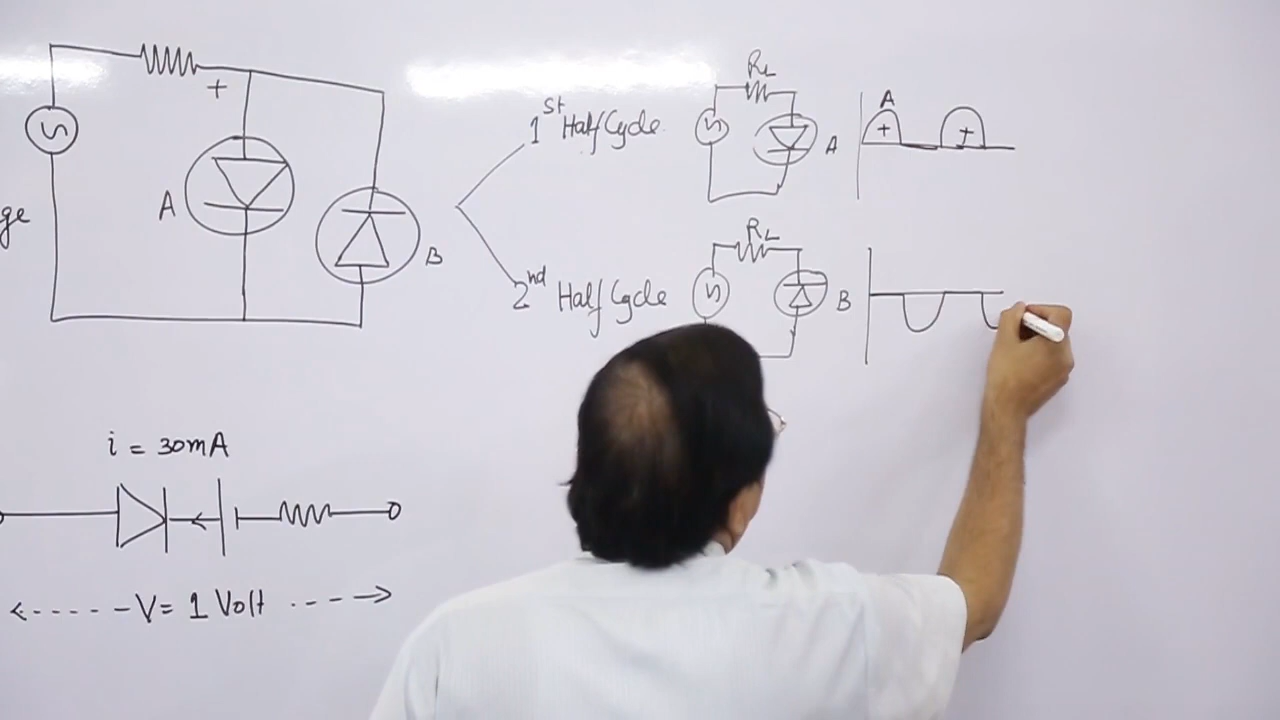 +
A
B
ge
1st Half Cycle
RL
A
A
+ +
2nd Half Cycle
RL
B
i = 30mA
V = 1 Volt